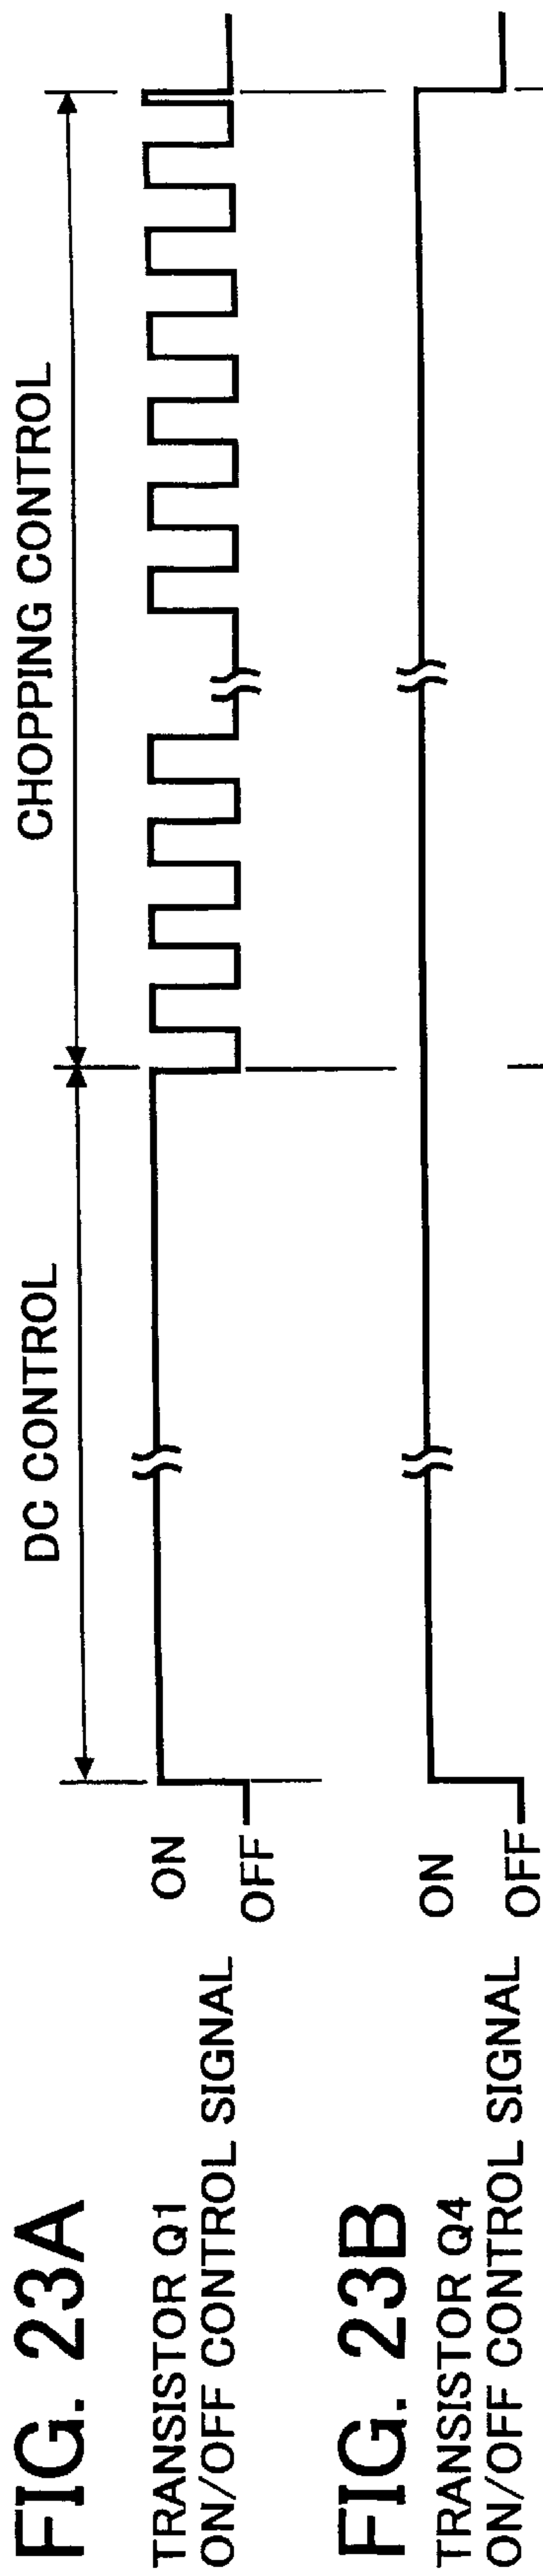 FIG. 23A
DC CONTROL
CHOPPING CONTROL
TRANSISTOR Q1
ON/OFF CONTROL SIGNAL
ON
OFF
FIG. 23B
TRANSISTOR Q4
ON/OFF CONTROL SIGNAL
ON
OFF